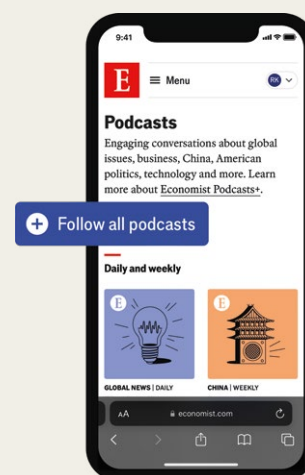 9:41
E
Menu
RK
Podcasts
Engaging conversations about global
issues, business, China, American
politics, technology and more. Learn
more about Economist Podcasts+.
Follow all podcasts
Daily and weekly
E
E
GLOBAL NEWS | DAILY
CHINA | WEEKLY
AA
economist.com